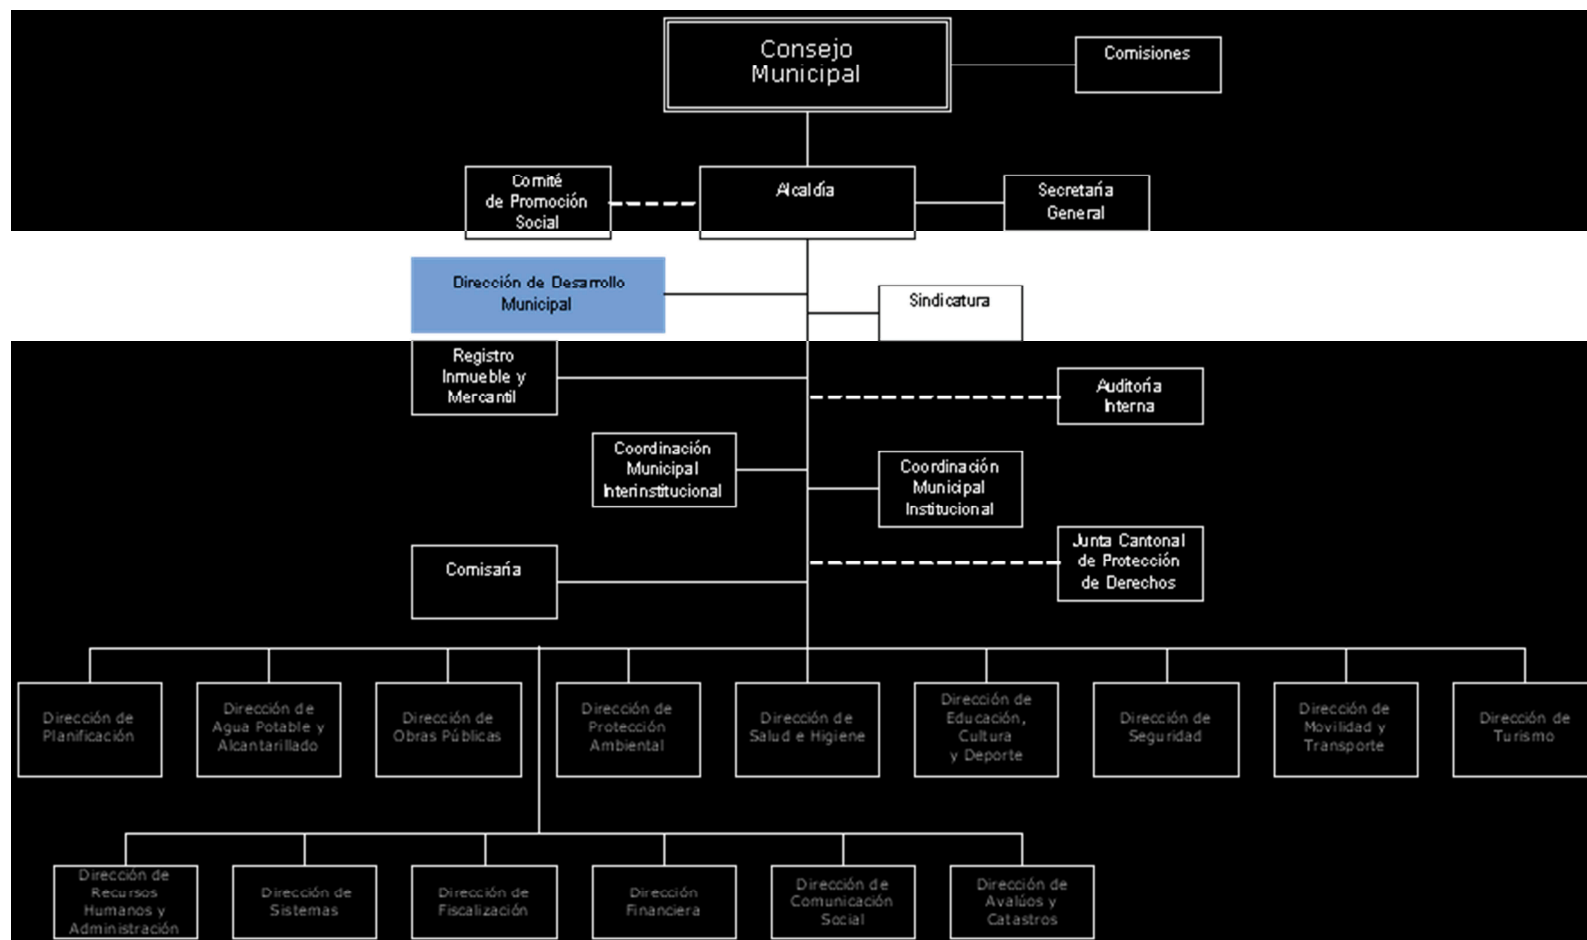 Consejo
Municipal
Comisiones
Comité
de Promoción
Social
Alcaldía
Secretaría
General
Dirección de Desarrollo
Municipal
Sindicatura
Registro
Inmueble y
Mercantil
Auditoría
Interna
Coordinación
Municipal
Interinstitucional
Coordinación
Municipal
Institucional
Comisaría
Junta Cantonal
de Protección
de Derechos
Dirección de
Planificación
Dirección de
Agua Potable y
Alcantarillado
Dirección de
Obras Públicas
Dirección de
Protección
Ambiental
Dirección de
Salud e Higiene
Dirección de
Educación,
Cultura
y Deporte
Dirección de
Seguridad
Dirección de
Movilidad y
Transporte
Dirección de
Turismo
Dirección de
Recursos
Humanos y
Administración
Dirección de
Sistemas
Dirección de
Fiscalización
Dirección
Financiera
Dirección de
Comunicación
Social
Dirección de
Avalúos y
Catastros